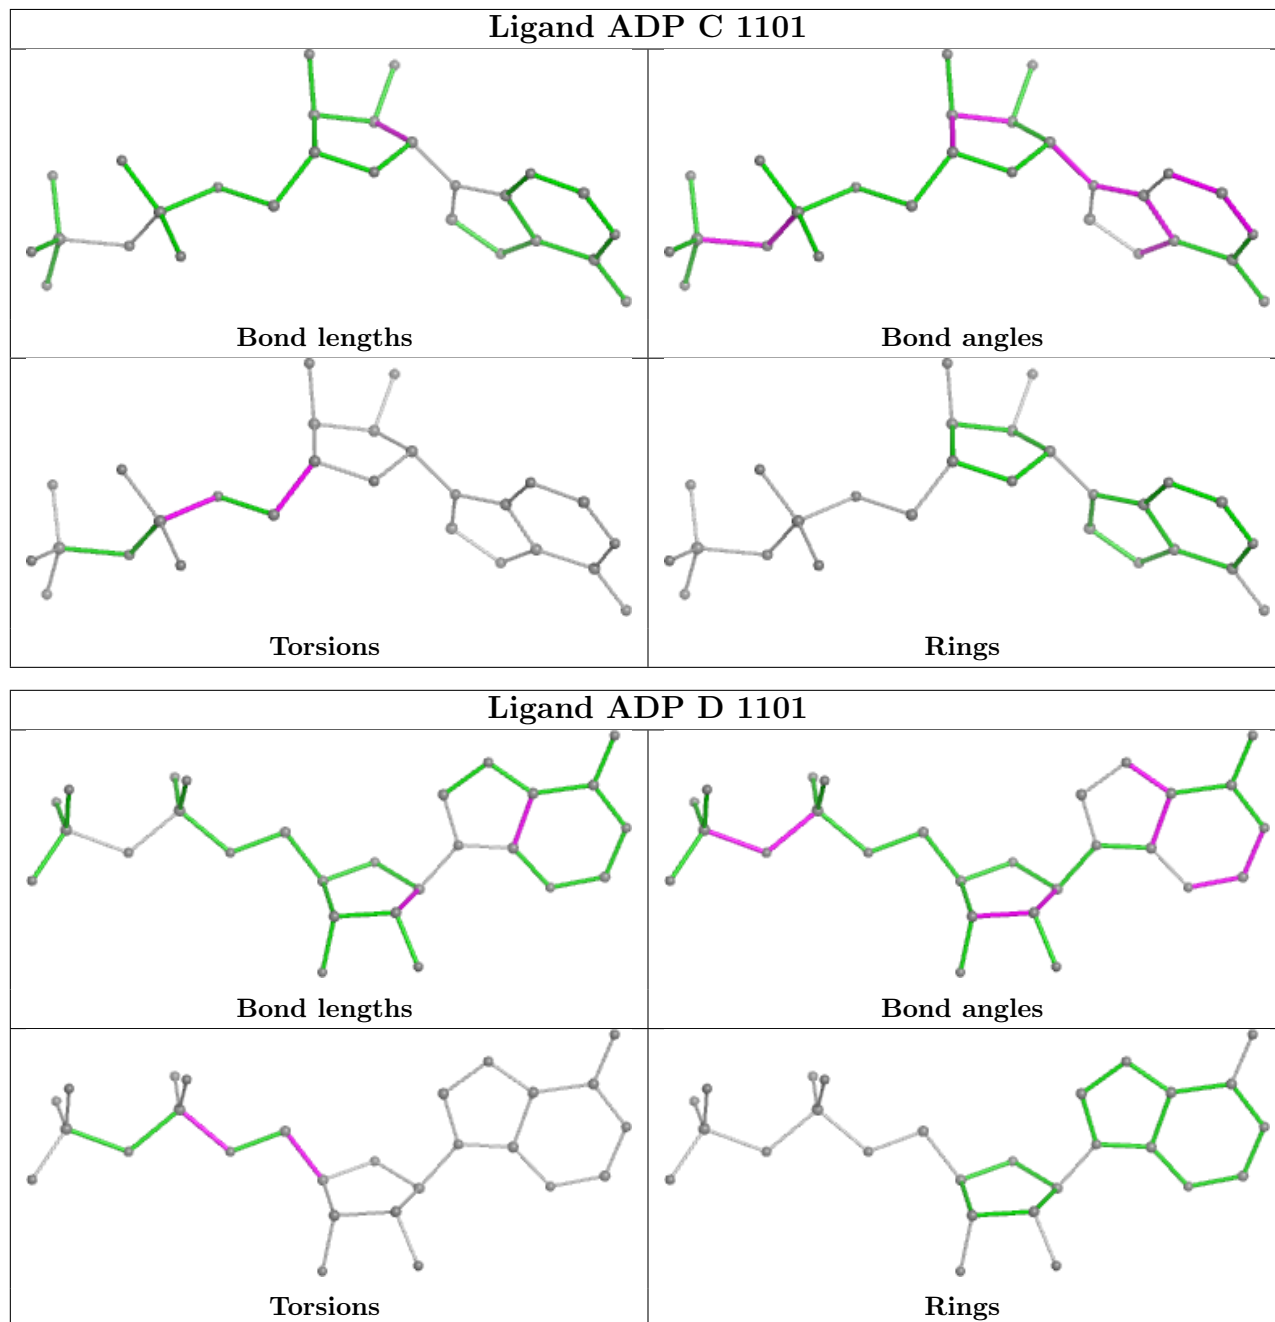 Ligand ADP C 1101
Bond lengths
Bond angles
Torsions
Rings
Ligand ADP D 1101
Bond lengths
Bond angles
Torsions
Rings